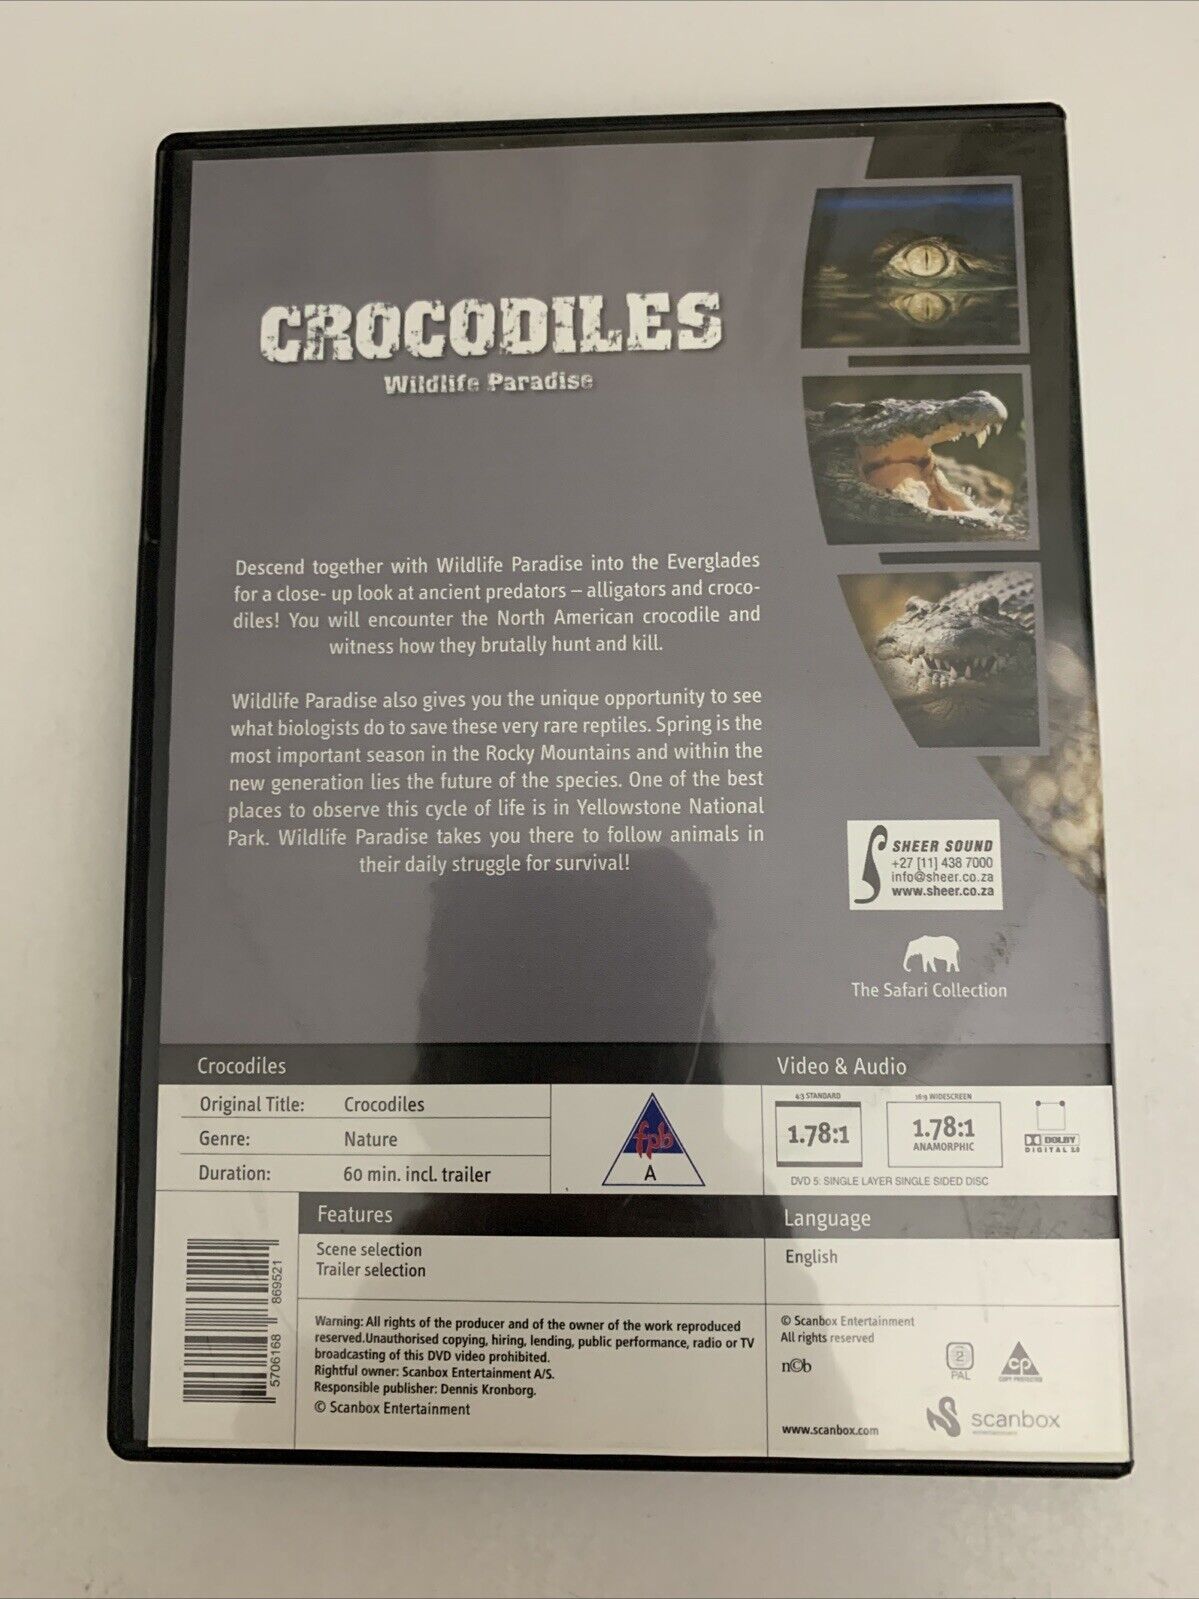 CROCODILES
Wildlife Paradise
Descend together with Wildlife Paradise into the Everglades
for a close- up look at ancient predators – alligators and croco-
diles! You will encounter the North American crocodile and
witness how they brutally hunt and kill.
Wildlife Paradise also gives you the unique opportunity to see
what biologists do to save these very rare reptiles. Spring is the
most important season in the Rocky Mountains and within the
new generation lies the future of the species. One of the best
places to observe this cycle of life is in Yellowstone National
Park. Wildlife Paradise takes you there to follow animals in
their daily struggle for survival!
SHEER SOUND
+27 [11] 438 7000
info@sheer.co.za
www.sheer.co.za
The Safari Collection
Crocodiles
Original Title: Crocodiles
Genre: Nature
Duration: 60 min. incl. trailer
fpb
A
Video & Audio
4:3 STANDARD
1.78:1
16:9 WIDESCREEN
1.78:1
ANAMORPHIC
DOLBY
DIGITAL 2.0
DVD 5: SINGLE LAYER SINGLE SIDED DISC
Features
Scene selection
Trailer selection
Language
English
5706168 869521
Warning: All rights of the producer and of the owner of the work reproduced
reserved.Unauthorised copying, hiring, lending, public performance, radio or TV
broadcasting of this DVD video prohibited.
Rightful owner: Scanbox Entertainment A/S.
Responsible publisher: Dennis Kronborg.
© Scanbox Entertainment
© Scanbox Entertainment
All rights reserved
n©b
2
PAL
cp
COPY PROTECTED
www.scanbox.com
scanbox
entertainment